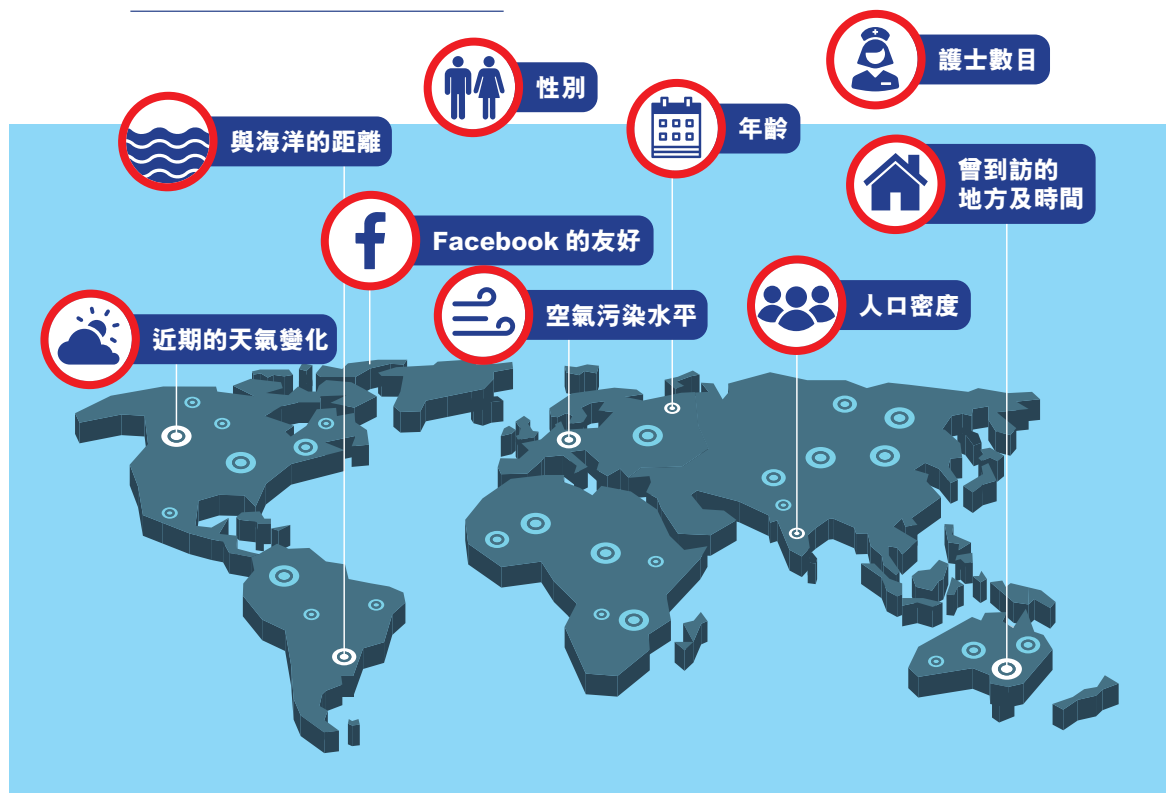 護士數目
性別
年齡
與海洋的距離
曾到訪的
地方及時間
Facebook 的友好
人口密度
空氣污染水平
近期的天氣變化